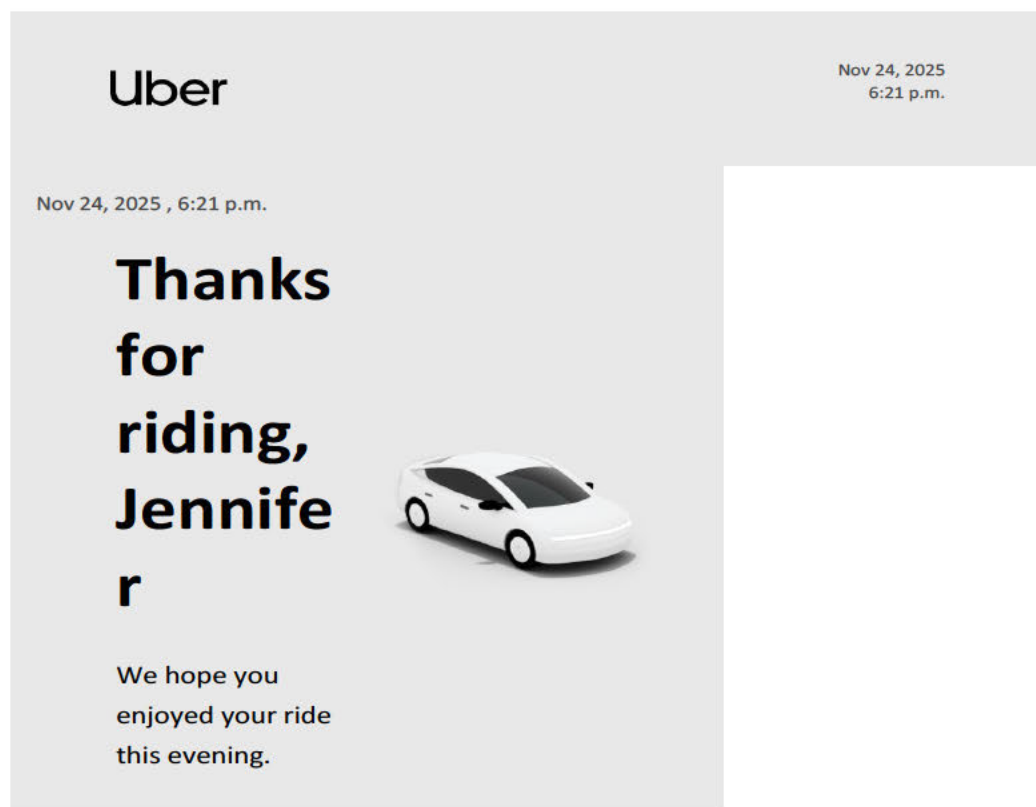 Uber
Nov 24, 2025
6:21 p.m.
Nov 24, 2025 , 6:21 p.m.
Thanks
for
riding,
Jennife
r
We hope you
enjoyed your ride
this evening.